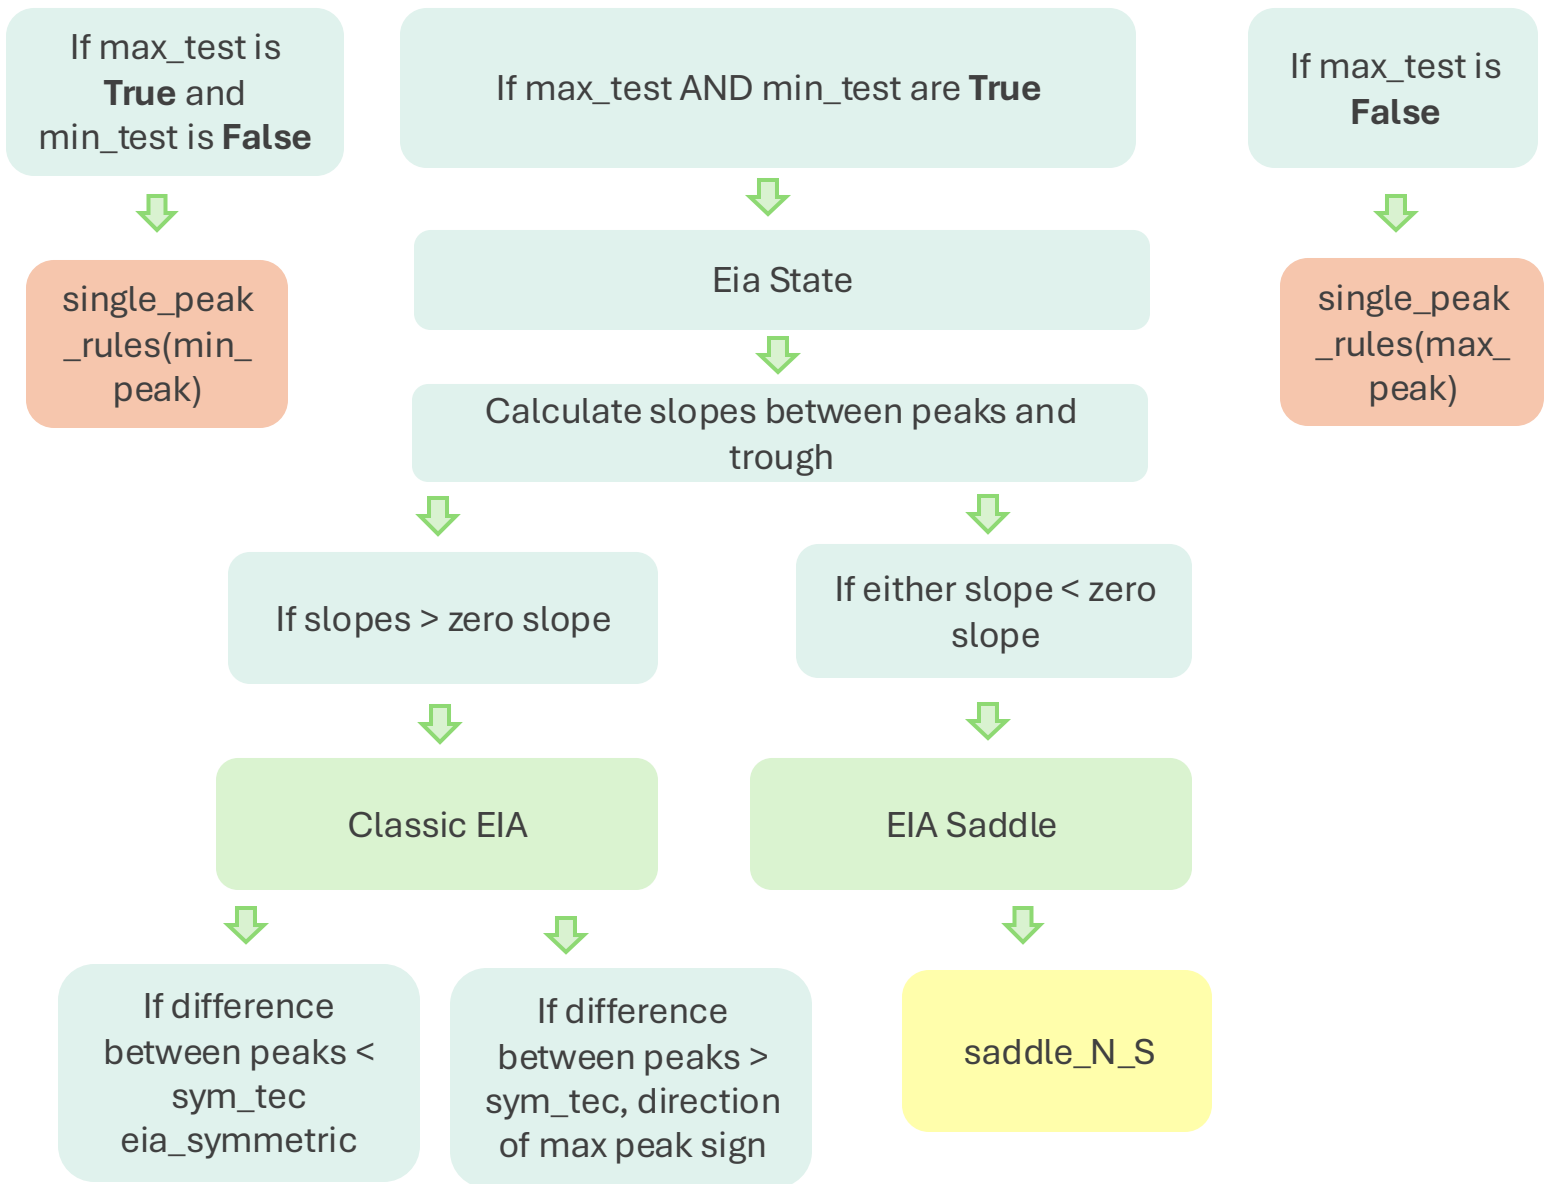 If max_test is
True and
min_test is False
If max_test AND min_test are True
If max_test is
False
single_peak
_rules(min_
peak)
Eia State
single_peak
_rules(max_
peak)
Calculate slopes between peaks and
trough
If slopes > zero slope
If either slope < zero
slope
Classic EIA
EIA Saddle
If difference
between peaks <
sym_tec
eia_symmetric
If difference
between peaks >
sym_tec, direction
of max peak sign
saddle_N_S